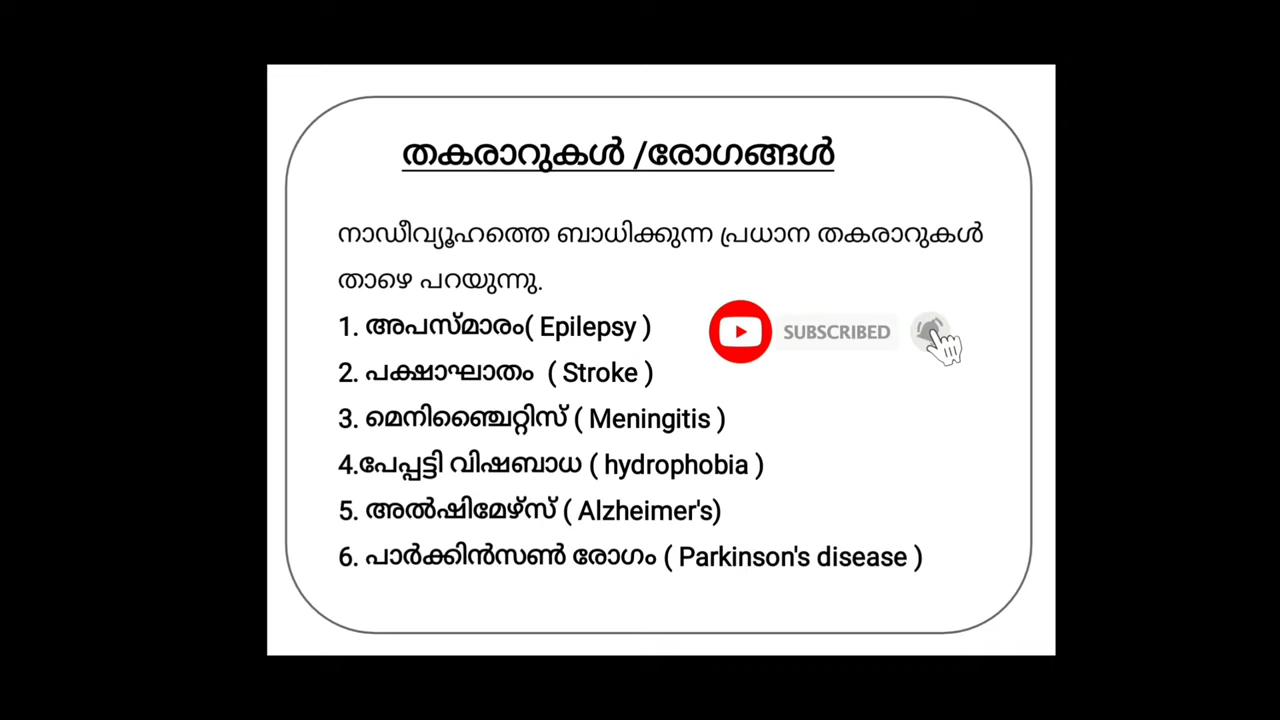 തകരാറുകൾ /രോഗങ്ങൾ
നാഡീവ്യൂഹത്തെ ബാധിക്കുന്ന പ്രധാന തകരാറുകൾ
താഴെ പറയുന്നു.
1. അപസ്മാരം( Epilepsy )
SUBSCRIBED
2. പക്ഷാഘാതം ( Stroke )
3. മെനിഞ്ചൈറ്റിസ് ( Meningitis )
4.പേപ്പട്ടി വിഷബാധ ( hydrophobia )
5. അൽഷിമേഴ്സ് ( Alzheimer's)
6. പാർക്കിൻസൺ രോഗം ( Parkinson's disease )